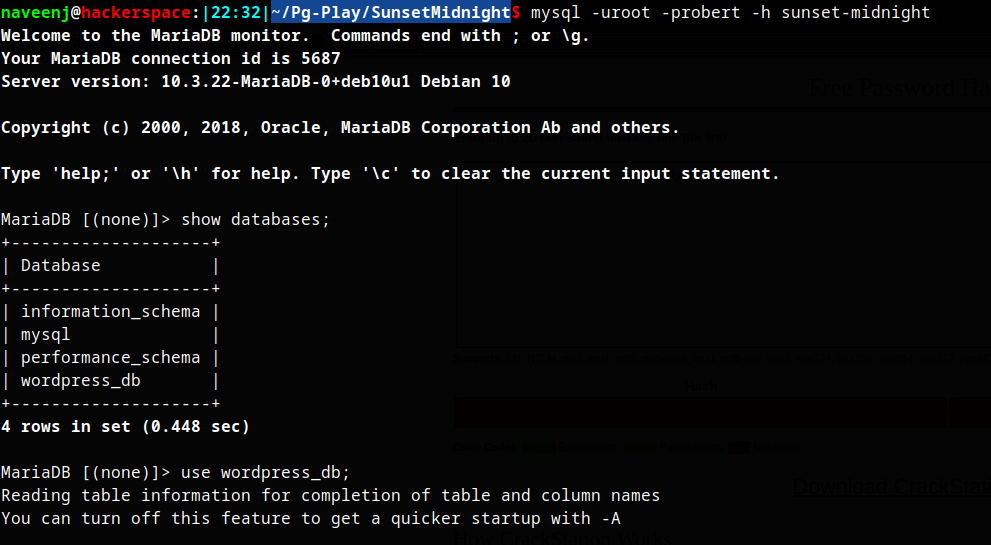 naveenj@hackerspace:|22:32|~/Pg-Play/SunsetMidnight$ mysql -uroot -probert -h sunset-midnight
Welcome to the MariaDB monitor.  Commands end with ; or \g.
Your MariaDB connection id is 5687
Server version: 10.3.22-MariaDB-0+deb10u1 Debian 10
Free Password Ha
Copyright (c) 2000, 2018, Oracle, MariaDB Corporation Ab and others.
Type 'help;' or '\h' for help. Type '\c' to clear the current input statement.
MariaDB [(none)]> show databases;
+--------------------+
| Database           |
+--------------------+
| information_schema |
| mysql              |
| performance_schema |
| wordpress_db       |
+--------------------+
Hash
4 rows in set (0.448 sec)
MariaDB [(none)]> use wordpress_db;
Download CrackStat
Reading table information for completion of table and column names
You can turn off this feature to get a quicker startup with -A
How CrackStation Works